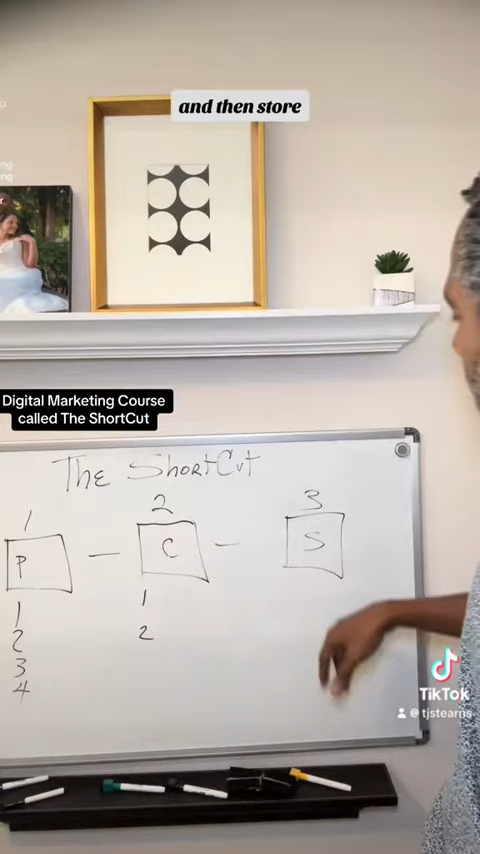 and then store
Digital Marketing Course
called The ShortCut
The ShortCut
1 2 3
P C S
1 1
2 2
3
4
TikTok
@tjstearns